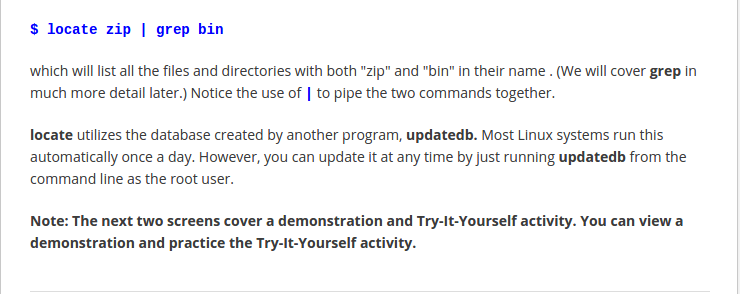 $ locate zip | grep bin
which will list all the files and directories with both "zip" and "bin" in their name . (We will cover grep in
much more detail later.) Notice the use of | to pipe the two commands together.
locate utilizes the database created by another program, updatedb. Most Linux systems run this
automatically once a day. However, you can update it at any time by just running updatedb from the
command line as the root user.
Note: The next two screens cover a demonstration and Try-It-Yourself activity. You can view a
demonstration and practice the Try-It-Yourself activity.